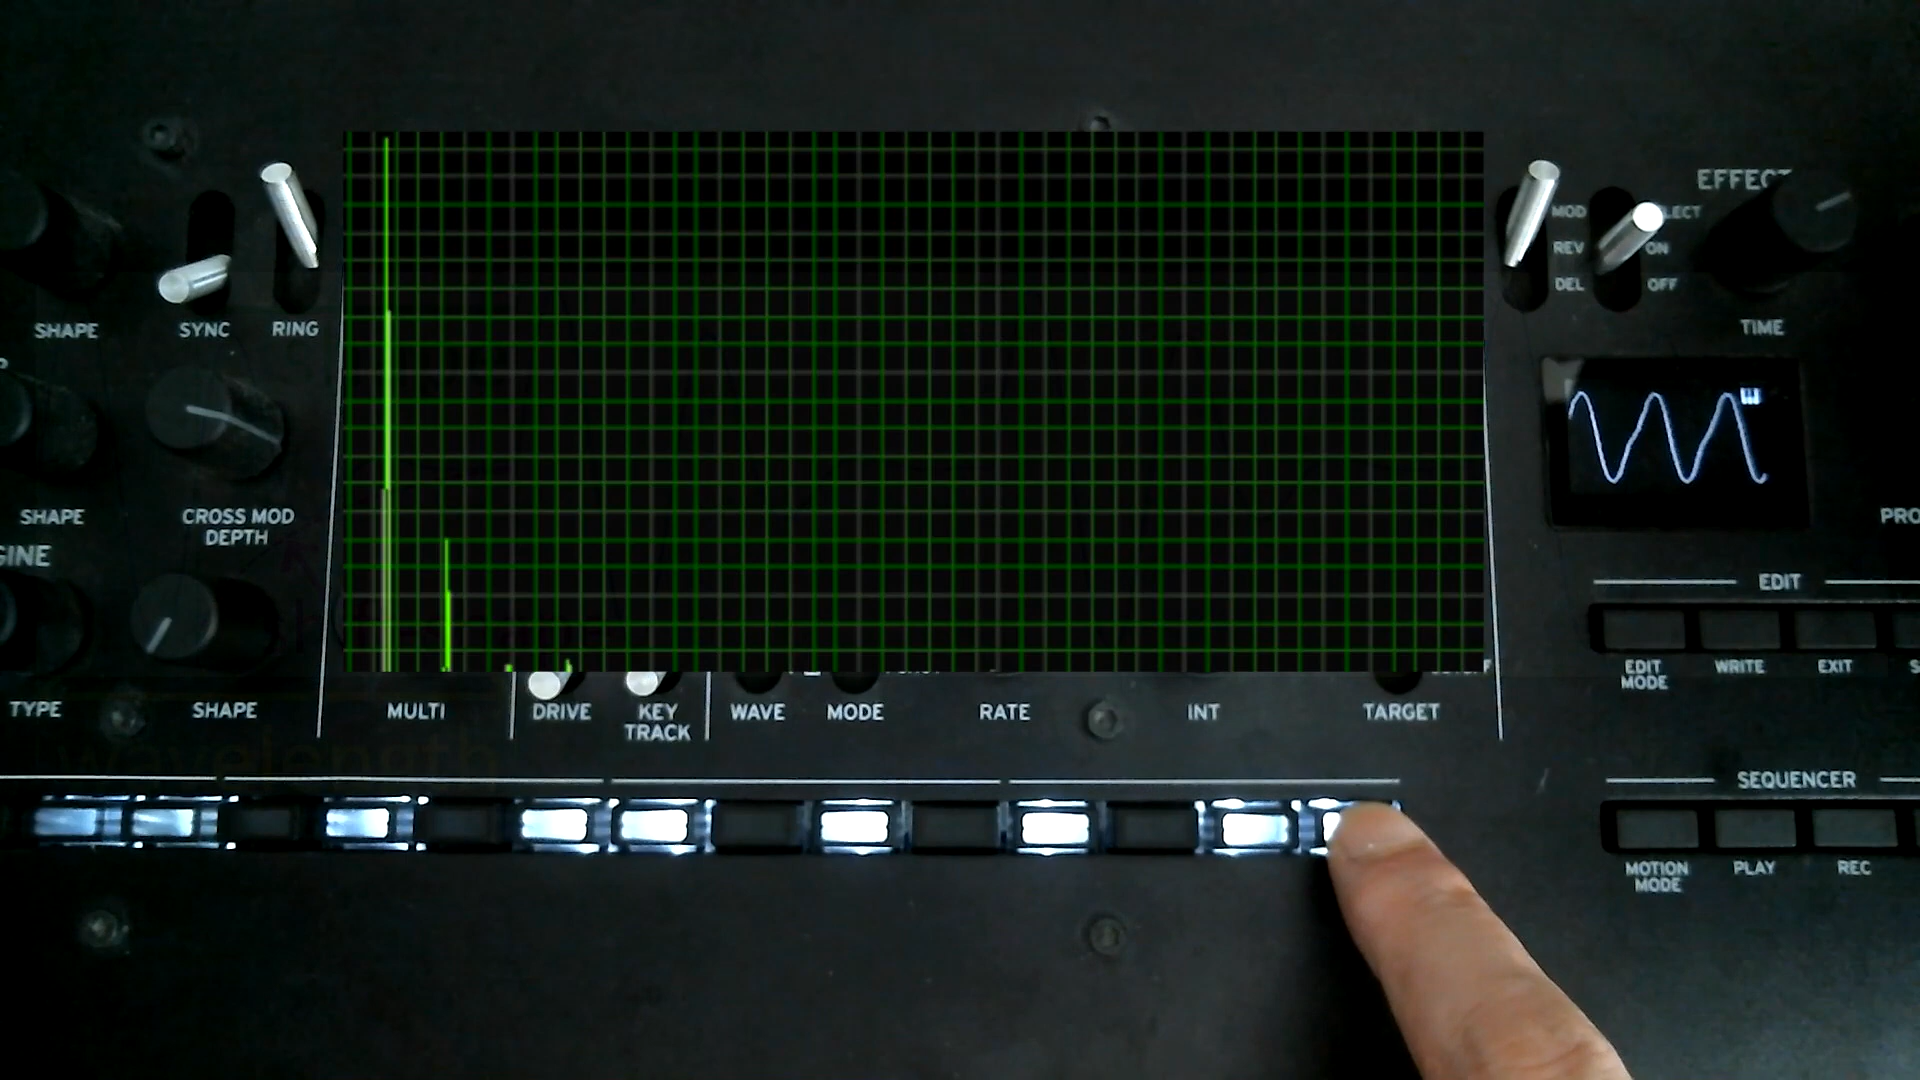 EFFECT
MOD
REV
DEL
ON
OFF
SHAPE
SYNC
RING
TIME
SHAPE
CROSS MOD
DEPTH
EDIT
EDIT
MODE
WRITE
EXIT
TYPE
SHAPE
MULTI
DRIVE
KEY
TRACK
WAVE
MODE
RATE
INT
TARGET
wavelength
SEQUENCER
MOTION
MODE
PLAY
REC